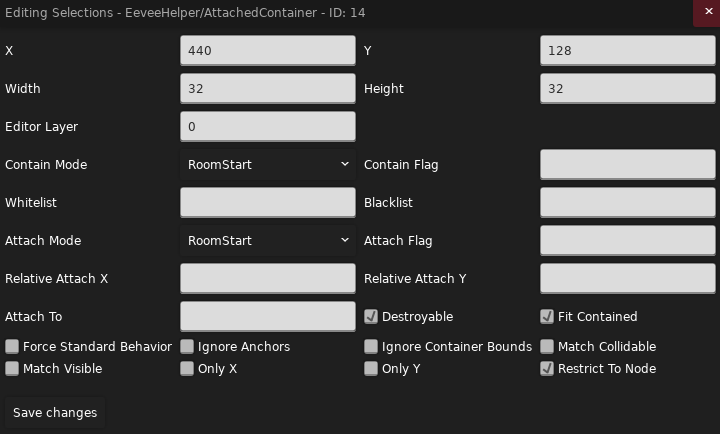 Editing Selections - EeveeHelper/AttachedContainer - ID: 14
X 440 Y 128
Width 32 Height 32
Editor Layer 0
Contain Mode RoomStart Contain Flag
Whitelist Blacklist
Attach Mode RoomStart Attach Flag
Relative Attach X Relative Attach Y
Attach To Destroyable Fit Contained
Force Standard Behavior Ignore Anchors Ignore Container Bounds Match Collidable
Match Visible Only X Only Y Restrict To Node
Save changes